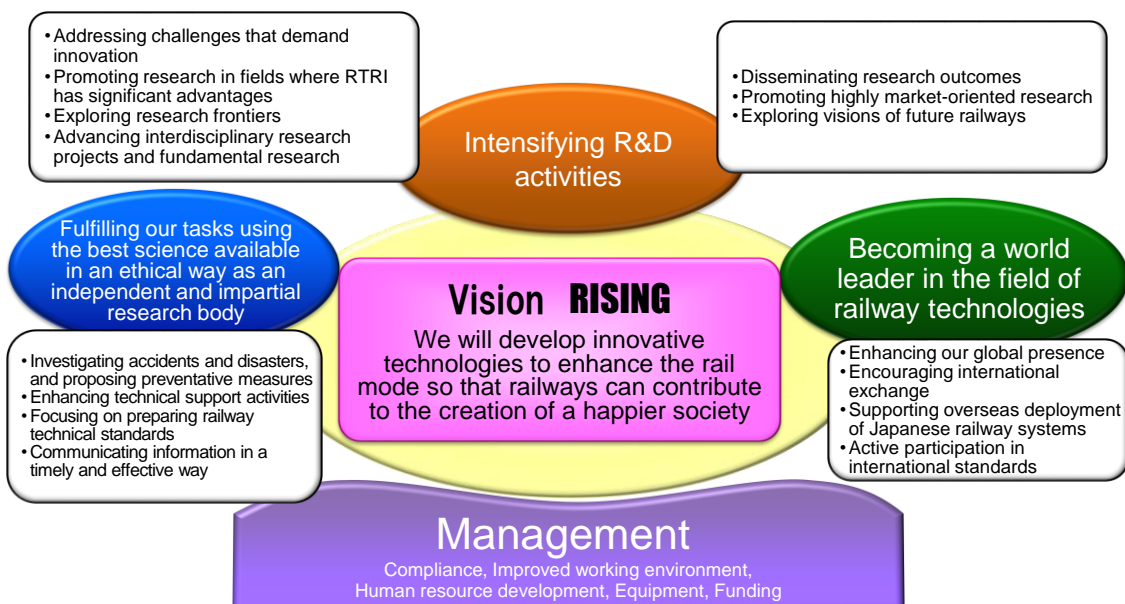 •Addressing challenges that demand
innovation
•Promoting research in fields where RTRI
has significant advantages
•Exploring research frontiers
•Advancing interdisciplinary research
projects and fundamental research
Intensifying R&D
activities
•Disseminating research outcomes
•Promoting highly market-oriented research
•Exploring visions of future railways
Fulfilling our tasks using
the best science available
in an ethical way as an
independent and impartial
research body
•Investigating accidents and disasters,
and proposing preventative measures
•Enhancing technical support activities
•Focusing on preparing railway
technical standards
•Communicating information in a
timely and effective way
Vision RISING
We will develop innovative
technologies to enhance the rail
mode so that railways can contribute
to the creation of a happier society
Becoming a world
leader in the field of
railway technologies
•Enhancing our global presence
•Encouraging international
exchange
•Supporting overseas deployment
of Japanese railway systems
•Active participation in
international standards
Management
Compliance, Improved working environment,
Human resource development, Equipment, Funding